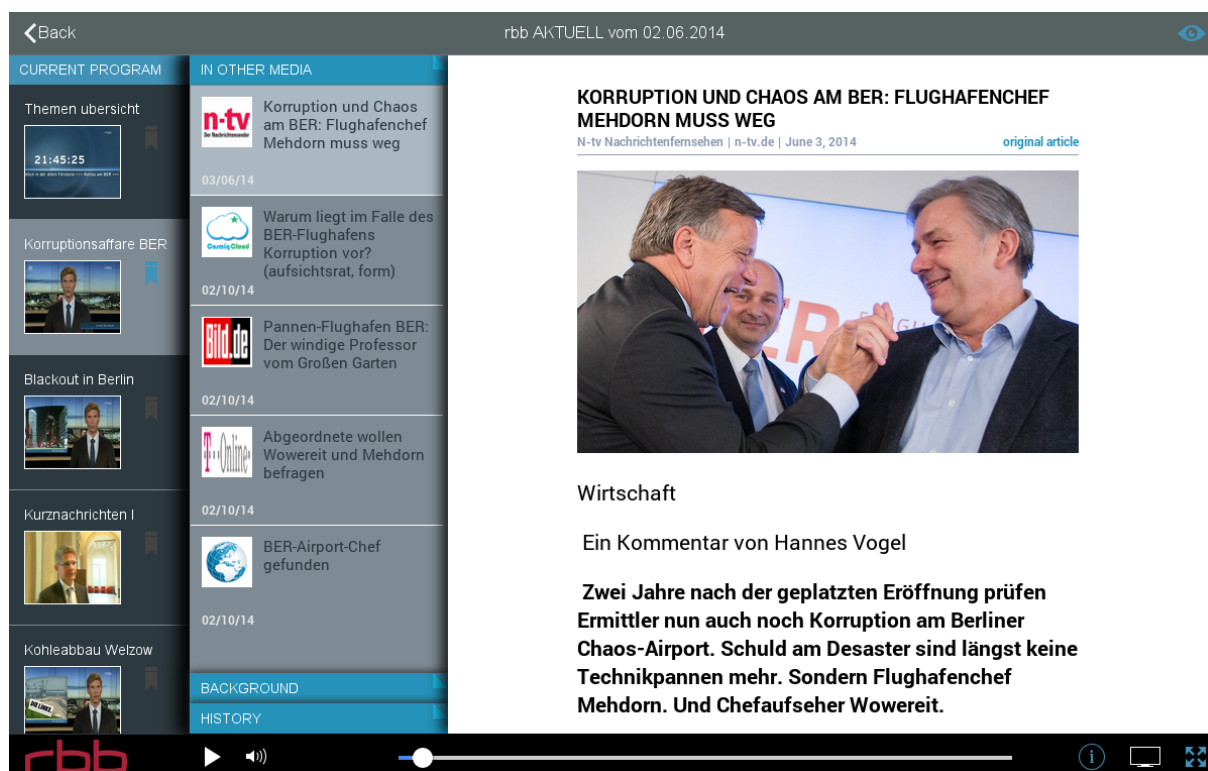 Back
rbb AKTUELL vom 02.06.2014
CURRENT PROGRAM
Themen ubersicht
21:45:25
Korruptionsaffare BER
Blackout in Berlin
Kurznachrichten I
Kohleabbau Welzow
DIE LINKE.
rbb
IN OTHER MEDIA
n-tv
Der Nachrichtensender
Korruption und Chaos
am BER: Flughafenchef
Mehdorn muss weg
03/06/14
Cosmiq Cloud
Warum liegt im Falle des
BER-Flughafens
Korruption vor?
(aufsichtsrat, form)
02/10/14
Bild.de
Pannen-Flughafen BER:
Der windige Professor
vom Großen Garten
02/10/14
T··Online·
Abgeordnete wollen
Wowereit und Mehdorn
befragen
02/10/14
BER-Airport-Chef
gefunden
02/10/14
BACKGROUND
HISTORY
KORRUPTION UND CHAOS AM BER: FLUGHAFENCHEF
MEHDORN MUSS WEG
N-tv Nachrichtenfernsehen | n-tv.de | June 3, 2014
original article
BER
Wirtschaft
Ein Kommentar von Hannes Vogel
Zwei Jahre nach der geplatzten Eröffnung prüfen
Ermittler nun auch noch Korruption am Berliner
Chaos-Airport. Schuld am Desaster sind längst keine
Technikpannen mehr. Sondern Flughafenchef
Mehdorn. Und Chefaufseher Wowereit.
i